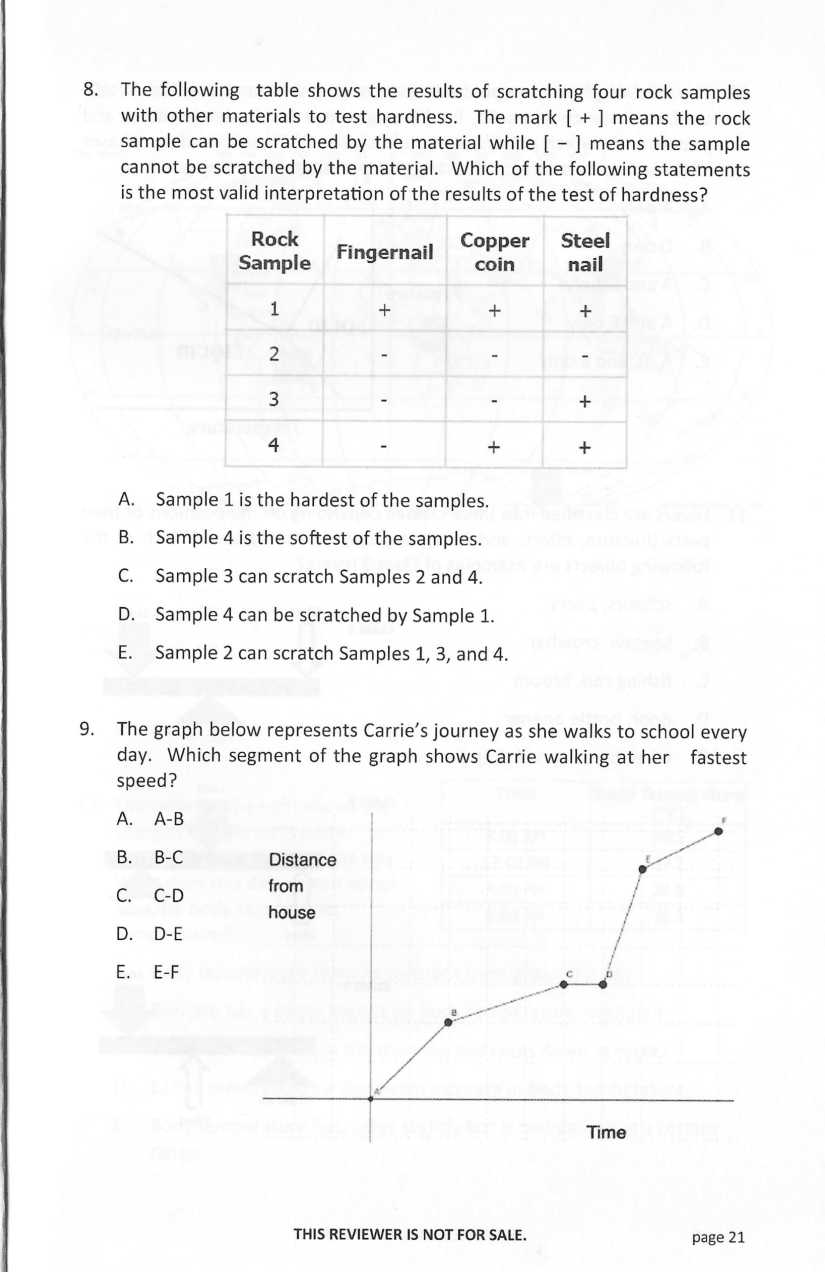 8. The following table shows the results of scratching four rock samples
with other materials to test hardness. The mark [ + ] means the rock
sample can be scratched by the material while [ − ] means the sample
cannot be scratched by the material. Which of the following statements
is the most valid interpretation of the results of the test of hardness?
Rock Sample Fingernail Copper coin Steel nail
1 + + +
2 - - -
3 - - +
4 - + +
A. Sample 1 is the hardest of the samples.
B. Sample 4 is the softest of the samples.
C. Sample 3 can scratch Samples 2 and 4.
D. Sample 4 can be scratched by Sample 1.
E. Sample 2 can scratch Samples 1, 3, and 4.
9. The graph below represents Carrie's journey as she walks to school every
day. Which segment of the graph shows Carrie walking at her fastest
speed?
A. A-B
B. B-C
C. C-D
D. D-E
E. E-F
Distance
from
house
F
E
C
D
B
A
Time
THIS REVIEWER IS NOT FOR SALE.
page 21